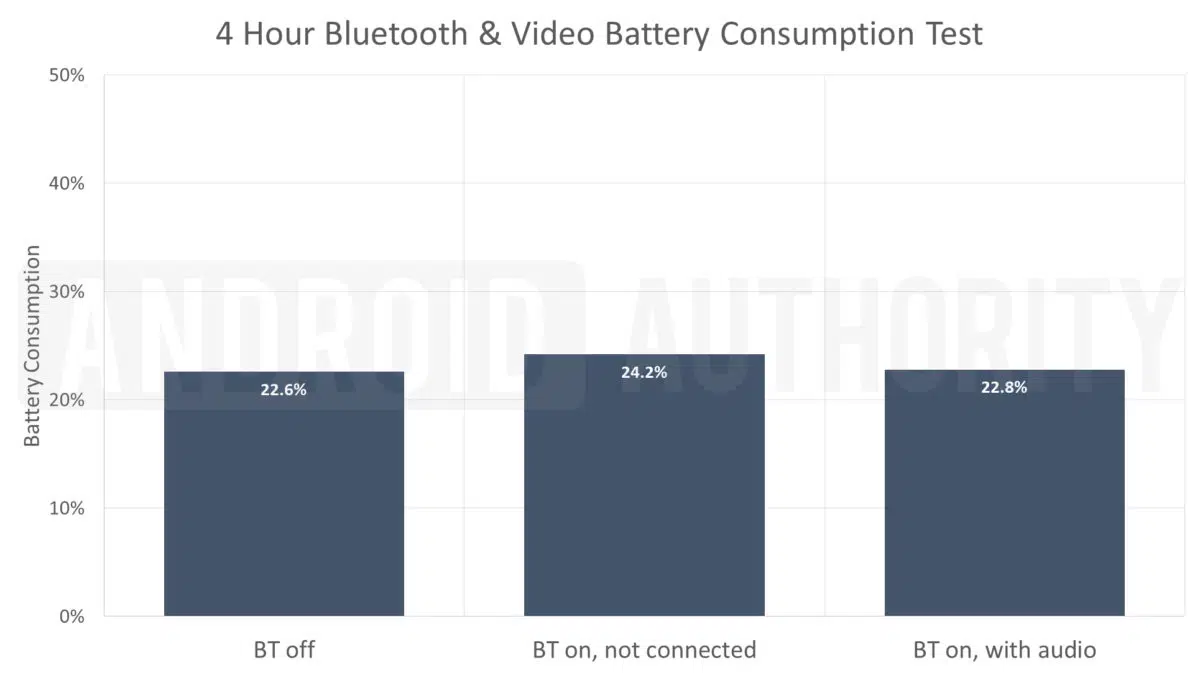 4 Hour Bluetooth & Video Battery Consumption Test
50%
40%
30%
20%
10%
0%
Battery Consumption
ANDROID AUTHORITY
22.6%
24.2%
22.8%
BT off
BT on, not connected
BT on, with audio